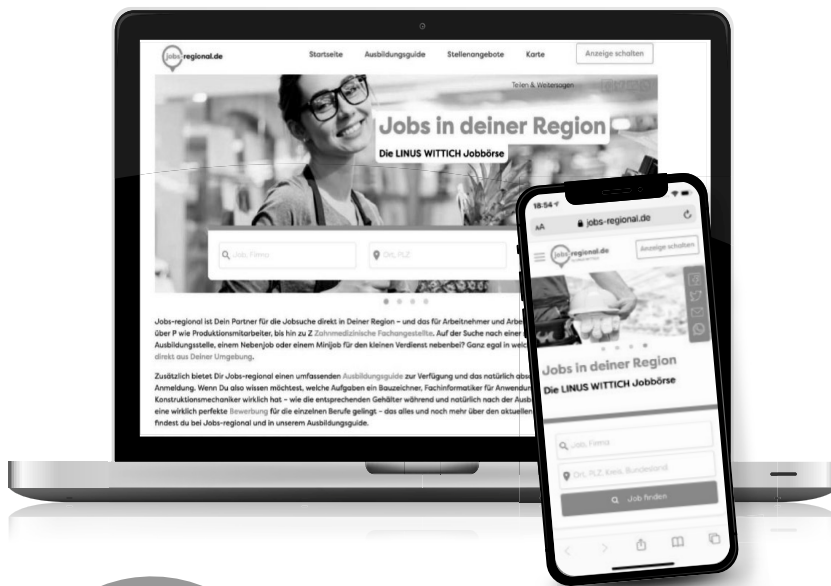 jobs-regional.de
Startseite Ausbildungsguide Stellenangebote Karte Anzeige schalten
Teilen & Weitersagen
Jobs in deiner Region
Die LINUS WITTICH Jobbörse
Job, Firma
Ort, PLZ
Jobs-regional ist Dein Partner für die Jobsuche direkt in Deiner Region – und das für Arbeitnehmer und Arbe
über P wie Produktionsmitarbeiter, bis hin zu Z Zahnmedizinische Fachangestellte. Auf der Suche nach einer
Ausbildungsstelle, einem Nebenjob oder einem Minijob für den kleinen Verdienst nebenbei? Ganz egal in welc
direkt aus Deiner Umgebung.
Zusätzlich bietet Dir Jobs-regional einen umfassenden Ausbildungsguide zur Verfügung und das natürlich abs
Anmeldung. Wenn Du also wissen möchtest, welche Aufgaben ein Bauzeichner, Fachinformatiker für Anwendun
Konstruktionsmechaniker wirklich hat – wie die entsprechenden Gehälter während und natürlich nach der Ausb
eine wirklich perfekte Bewerbung für die einzelnen Berufe gelingt – das alles und noch mehr über den aktuellen
findest du bei Jobs-regional und in unserem Ausbildungsguide.
18:54
AA jobs-regional.de
jobs-regional.de Anzeige schalten
Jobs in deiner Region
Die LINUS WITTICH Jobbörse
Job, Firma
Ort, PLZ, Kreis, Bundesland
Job finden